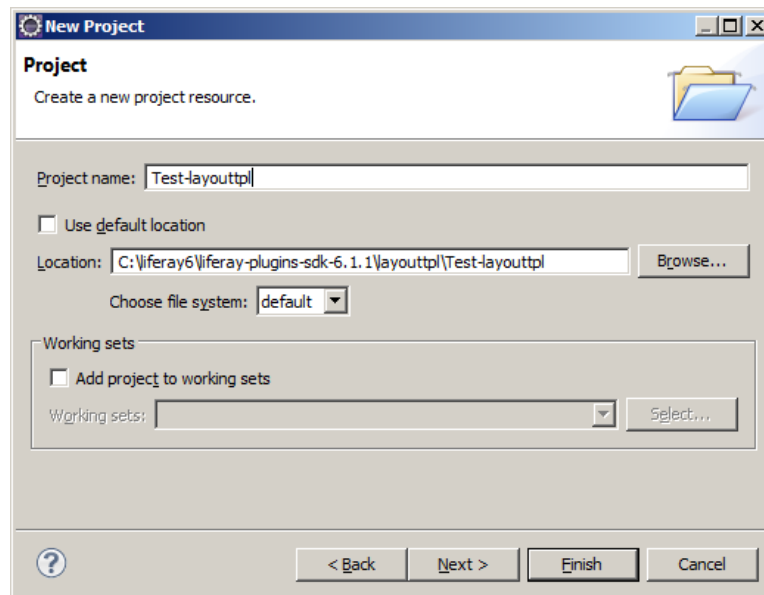 New Project
Project
Create a new project resource.
Project name: Test-layouttpl
Use default location
Location: C:\liferay6\liferay-plugins-sdk-6.1.1\layouttpl\Test-layouttpl Browse...
Choose file system: default
Working sets
Add project to working sets
Working sets: Select...
? < Back Next > Finish Cancel